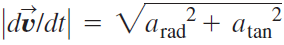 |dv⃗/dt| = √a_rad² + a_tan²